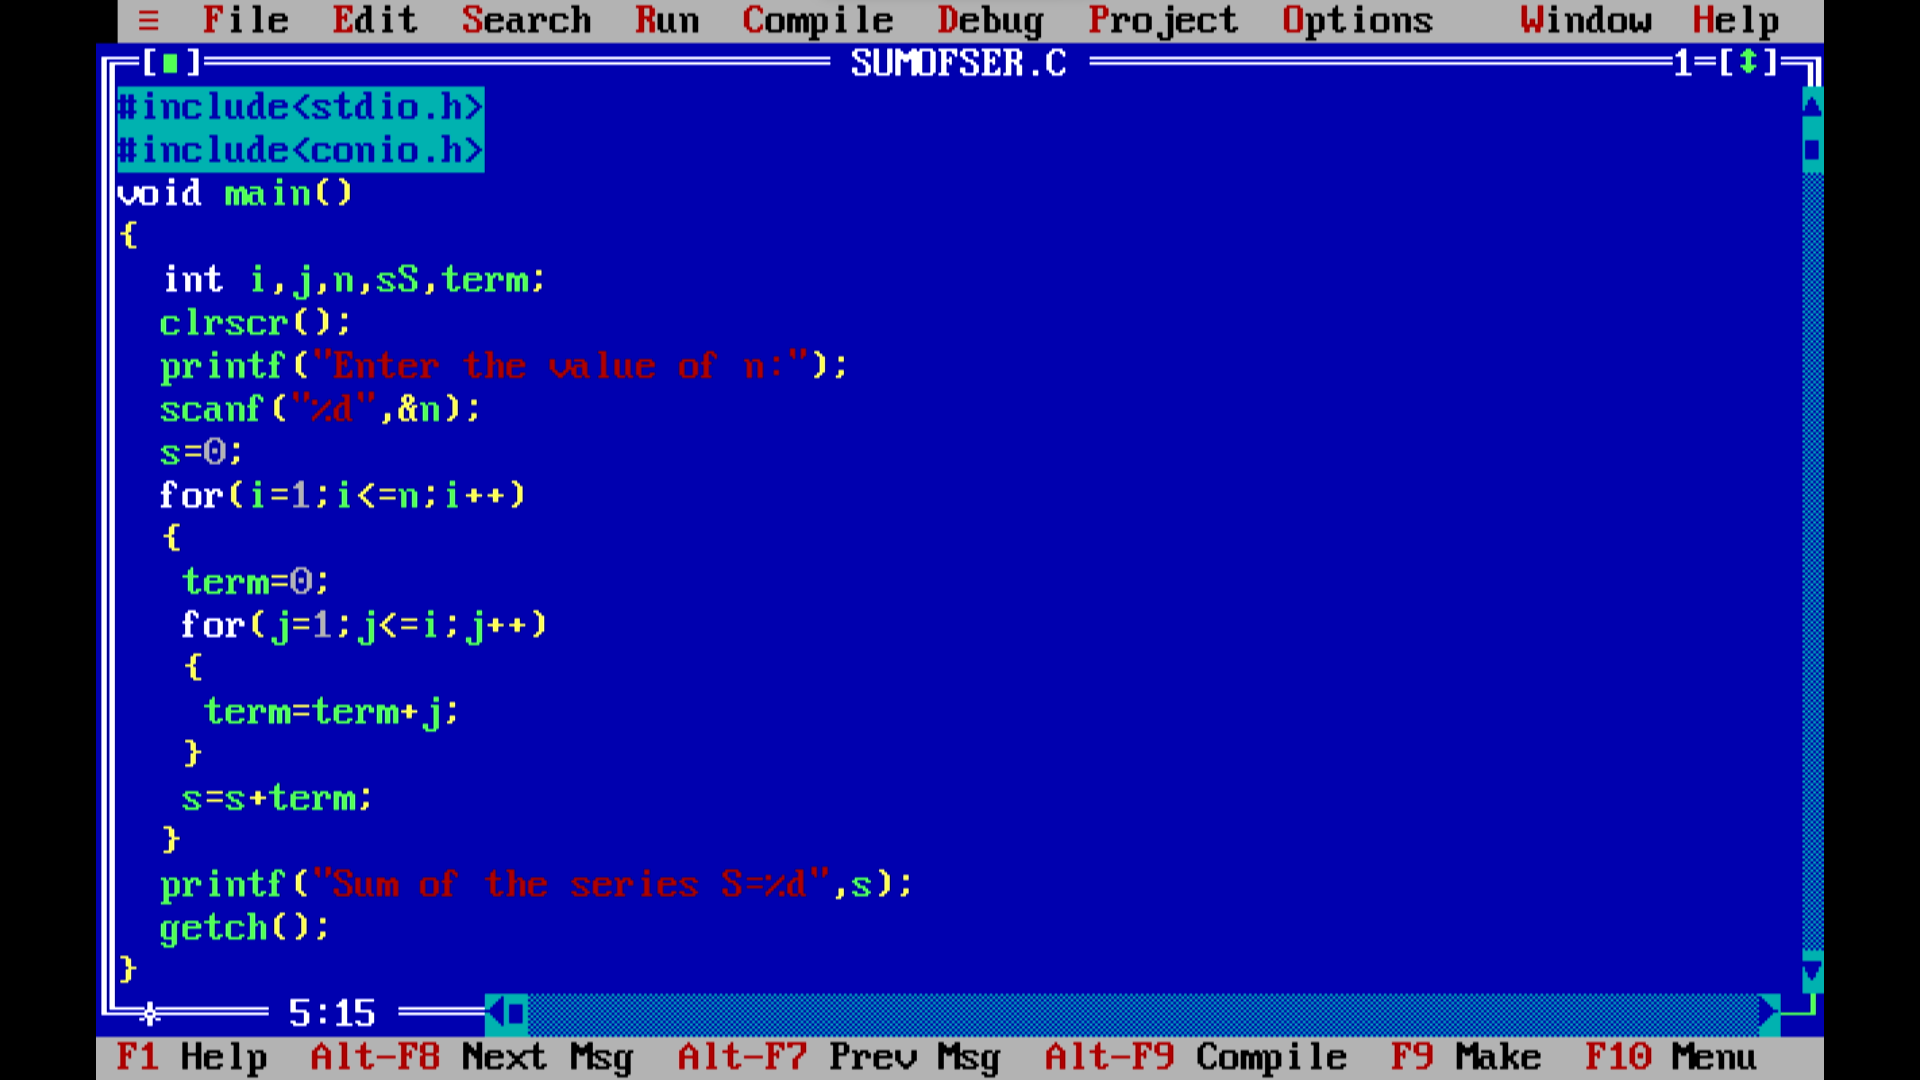 ≡ File Edit Search Run Compile Debug Project Options Window Help
[■] SUMOFSER.C 1=[↕]
#include<stdio.h>
#include<conio.h>
void main()
{
int i,j,n,sS,term;
clrscr();
printf("Enter the value of n:");
scanf("%d",&n);
s=0;
for(i=1;i<=n;i++)
{
term=0;
for(j=1;j<=i;j++)
{
term=term+j;
}
s=s+term;
}
printf("Sum of the series S=%d",s);
getch();
}
5:15
F1 Help Alt-F8 Next Msg Alt-F7 Prev Msg Alt-F9 Compile F9 Make F10 Menu